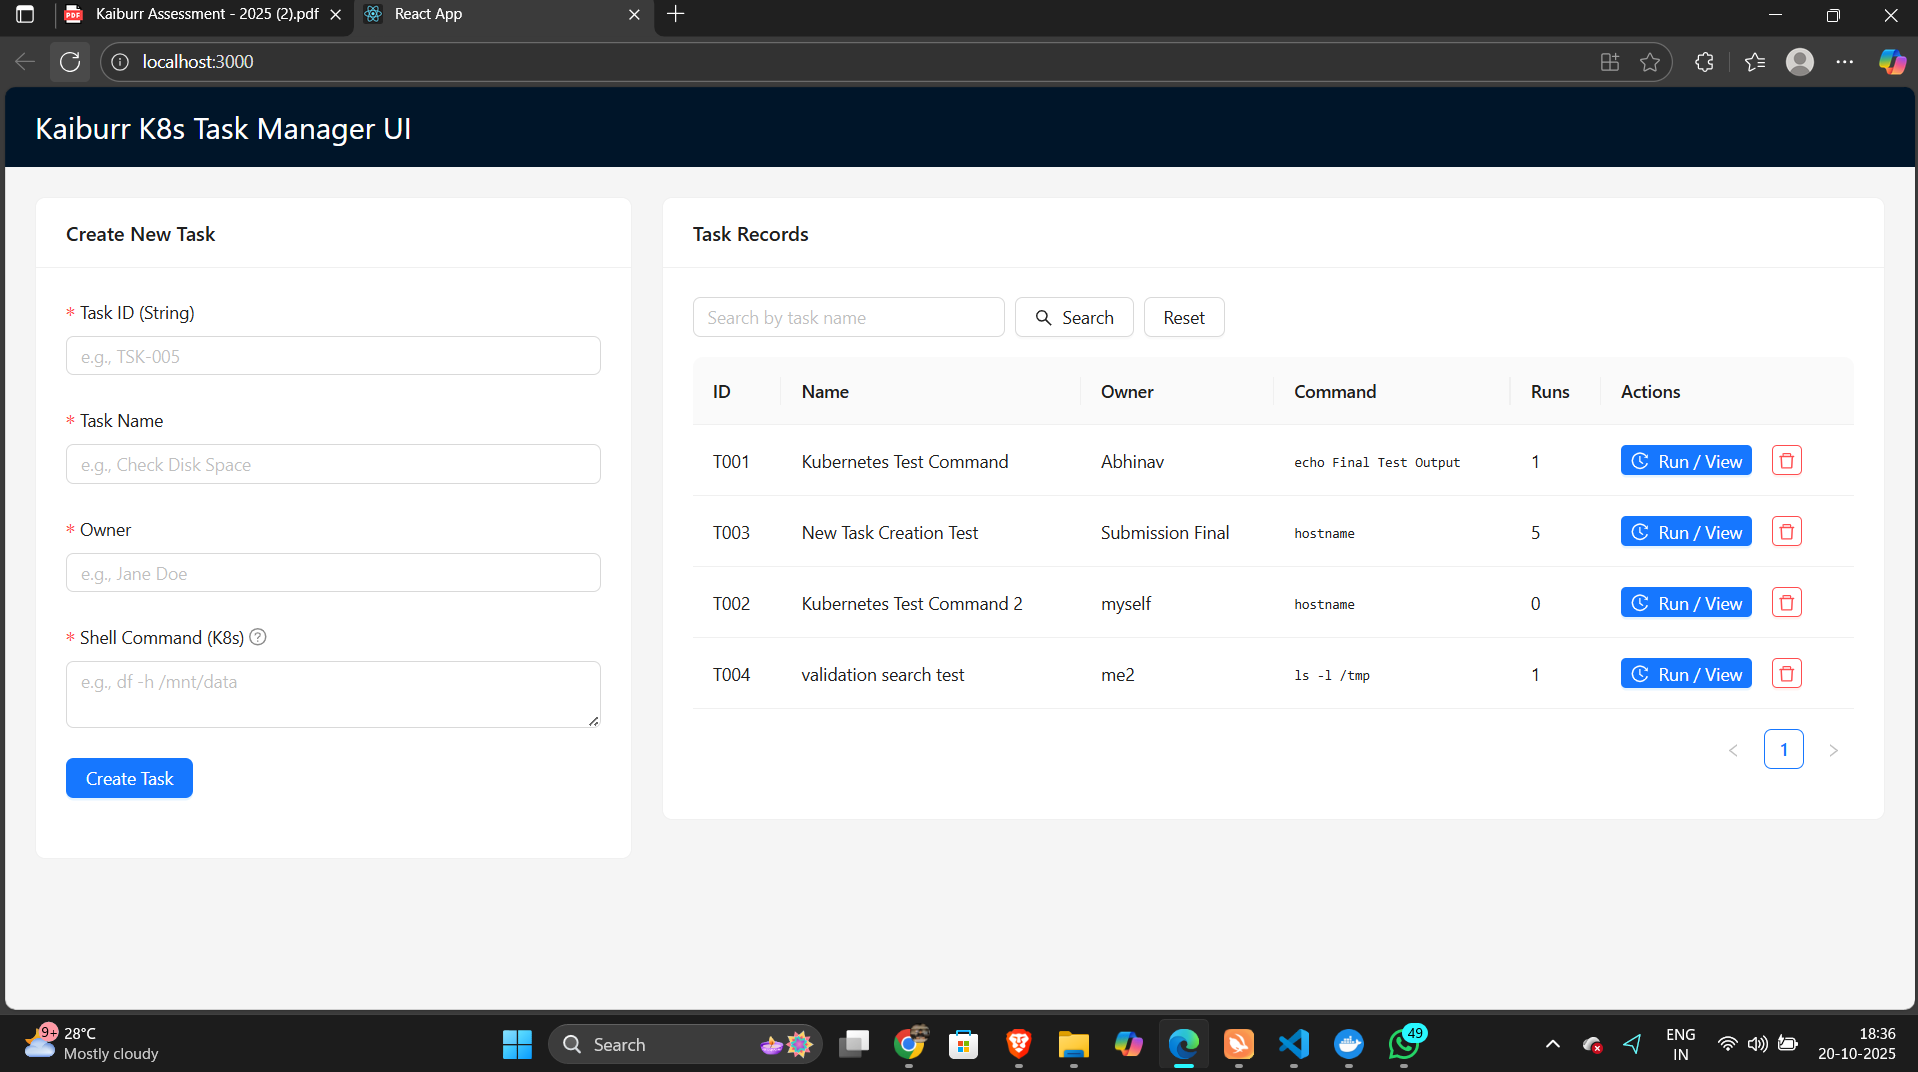 Kaiburr Assessment - 2025 (2).pdf
React App
localhost:3000
Kaiburr K8s Task Manager UI
Create New Task
* Task ID (String)
e.g., TSK-005
* Task Name
e.g., Check Disk Space
* Owner
e.g., Jane Doe
* Shell Command (K8s)
e.g., df -h /mnt/data
Create Task
Task Records
Search by task name
Search
Reset
ID Name Owner Command Runs Actions
T001 Kubernetes Test Command Abhinav echo Final Test Output 1 Run / View
T003 New Task Creation Test Submission Final hostname 5 Run / View
T002 Kubernetes Test Command 2 myself hostname 0 Run / View
T004 validation search test me2 ls -l /tmp 1 Run / View
1
9+
28°C
Mostly cloudy
Search
49
ENG
IN
18:36
20-10-2025